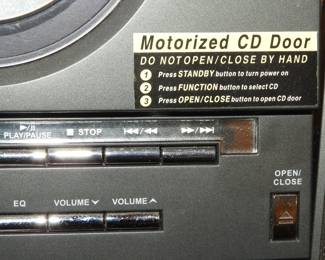 Motorized CD Door
DO NOT OPEN/CLOSE BY HAND
1 Press STANDBY button to turn power on
2 Press FUNCTION button to select CD
3 Press OPEN/CLOSE button to open CD door
PLAY/PAUSE STOP
OPEN/
CLOSE
EQ VOLUME VOLUME